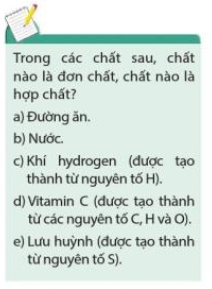 Trong các chất sau, chất
nào là đơn chất, chất nào là
hợp chất?
a) Đường ăn.
b) Nước.
c) Khí hydrogen (được tạo
thành từ nguyên tố H).
d) Vitamin C (được tạo thành
từ các nguyên tố C, H và O).
e) Lưu huỳnh (được tạo thành
từ nguyên tố S).